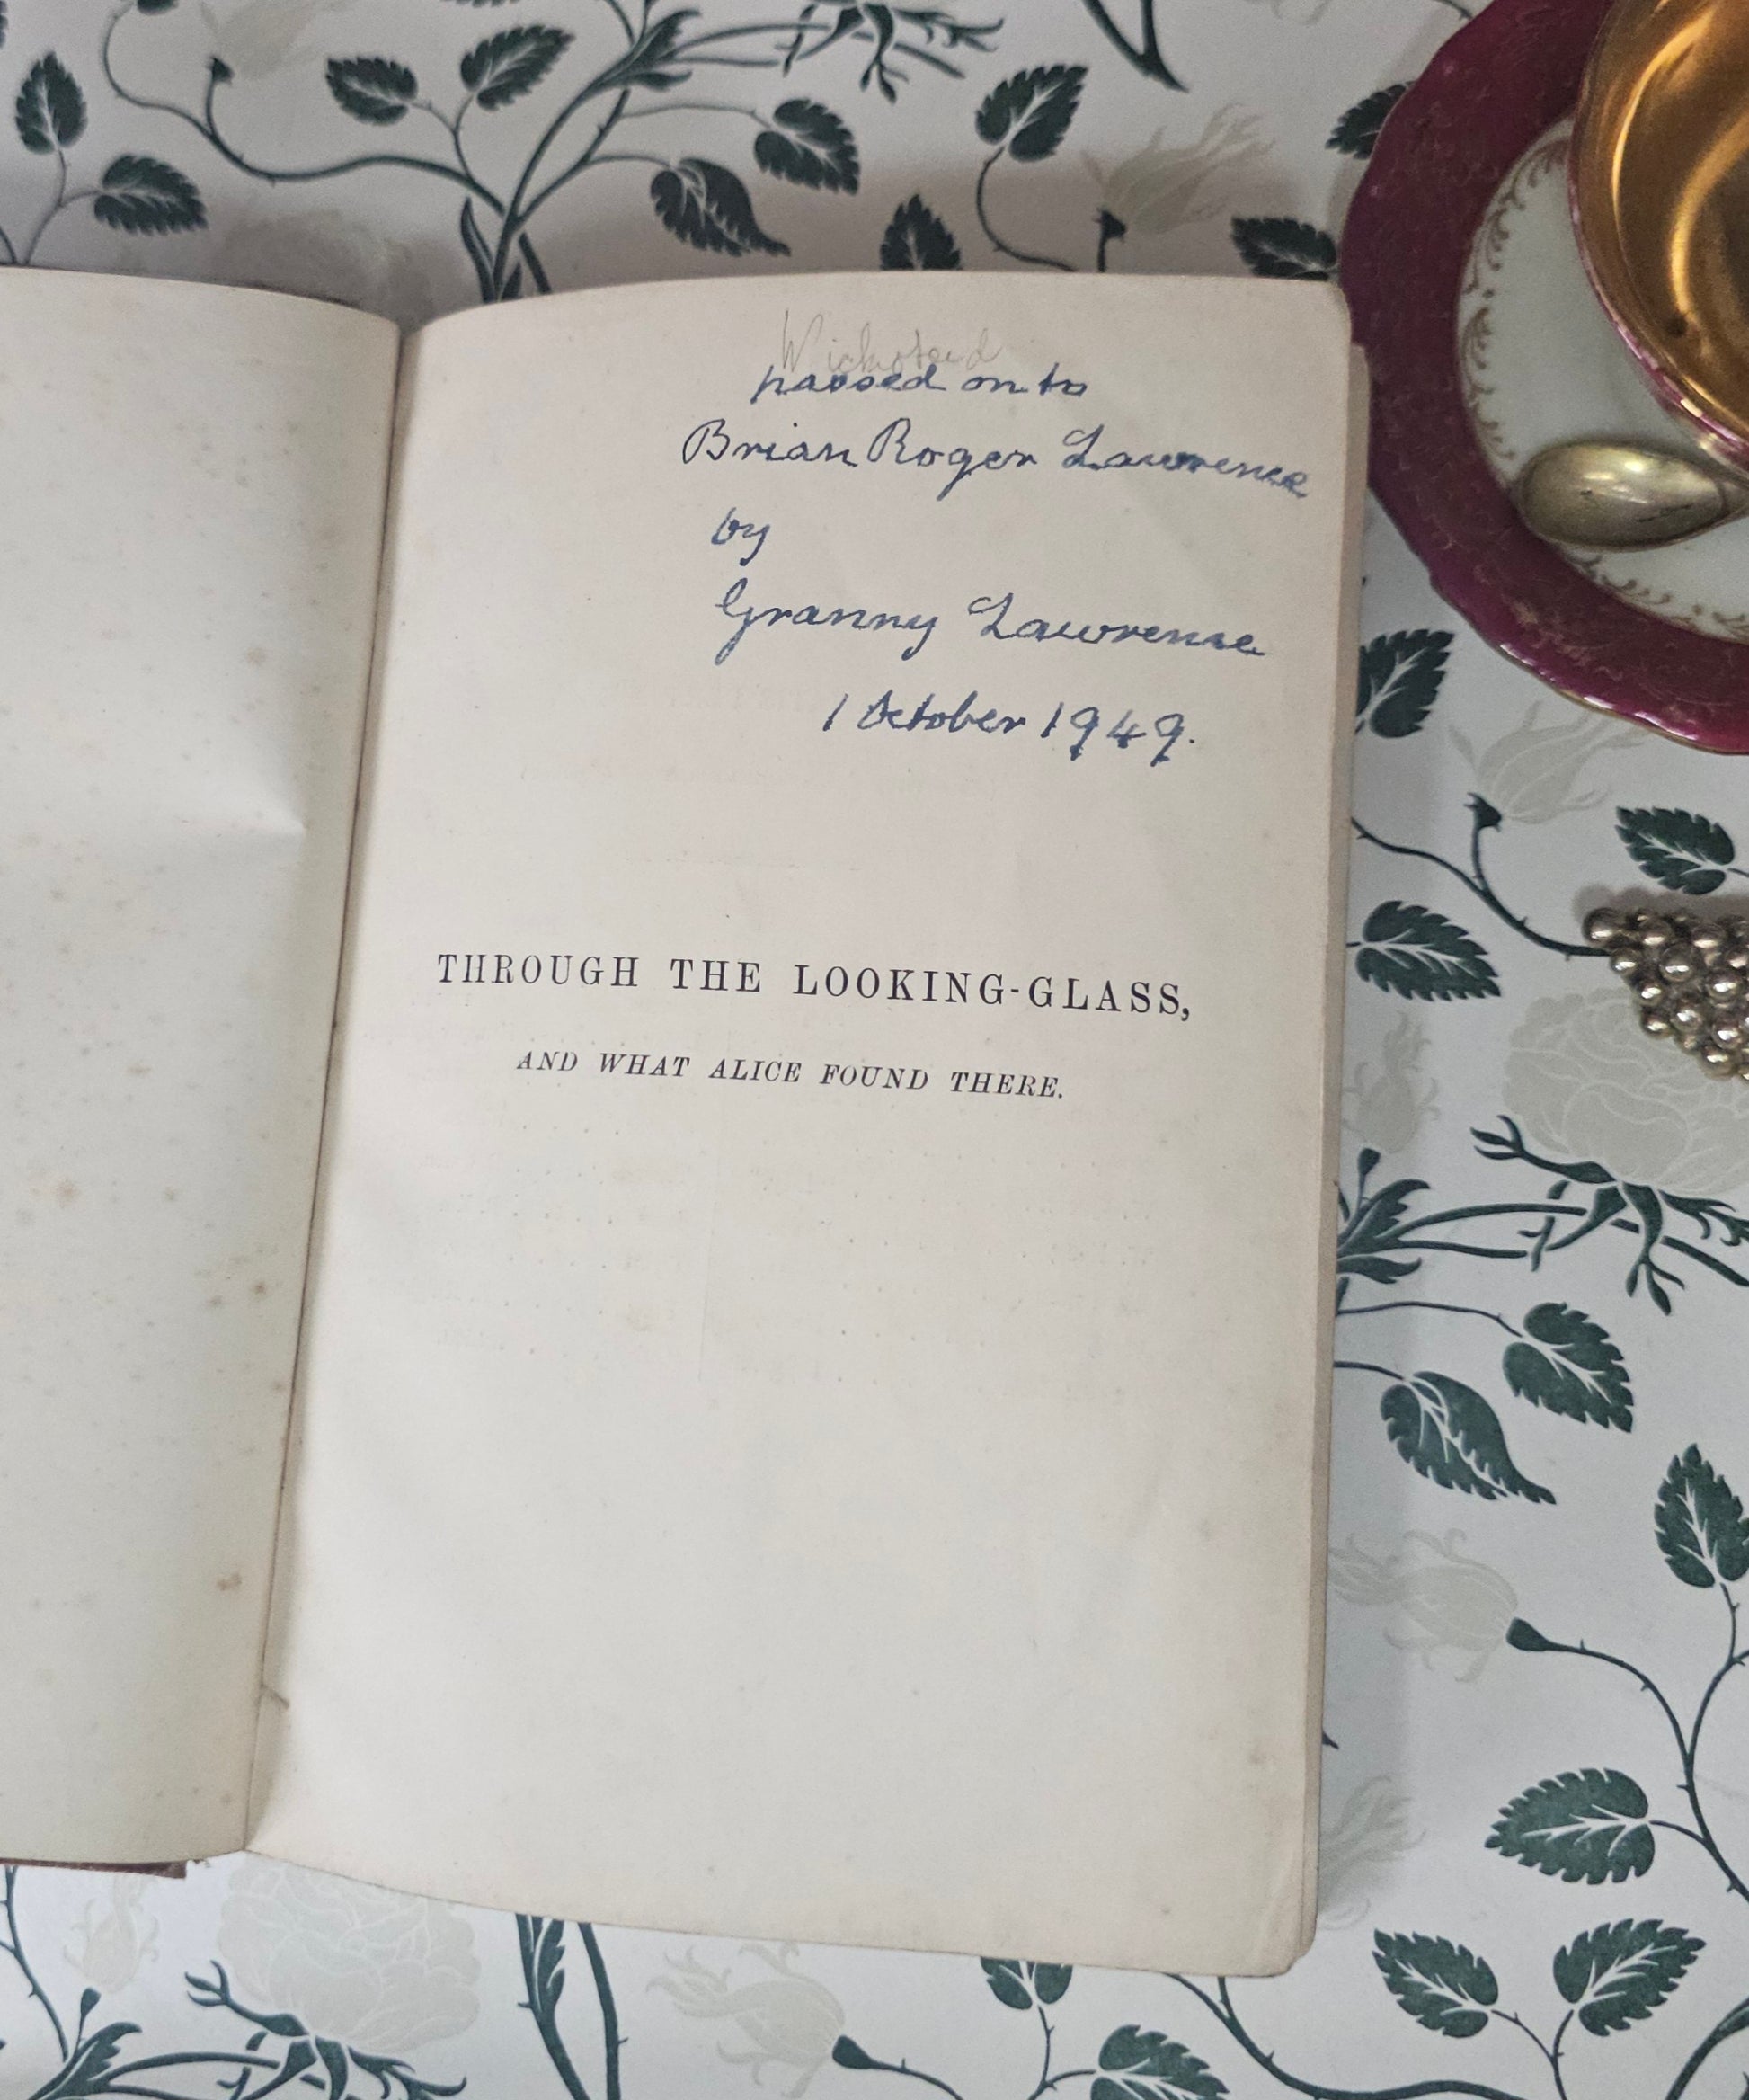 Wicksteed
passed on to
Brian Roger Lawrence
by
Granny Lawrence
1 October 1949.
THROUGH THE LOOKING-GLASS,
AND WHAT ALICE FOUND THERE.